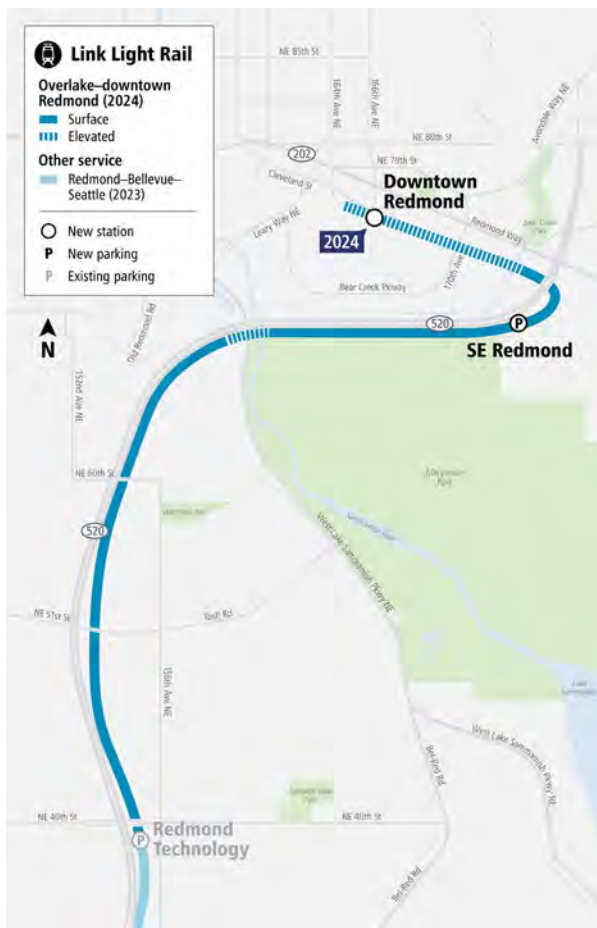 Link Light Rail
Overlake–downtown
Redmond (2024)
Surface
Elevated
Other service
Redmond–Bellevue–
Seattle (2023)
New station
P New parking
P Existing parking
N
NE 85th St
164th Ave NE
166th Ave NE
Avondale Way NE
NE 80th St
202
NE 79th St
Cleveland St
Downtown
Redmond
Leary Way NE
2024
Redmond Way
170th Ave
Bear Creek Pkwy
520
P
SE Redmond
Old Redmond Rd
152nd Ave NE
NE 60th St
520
West Lake Sammamish Pkwy NE
NE 51st St
156th Ave NE
West Lake Sammamish Pkwy NE
Bel-Red Rd
NE 40th St
P
Redmond
Technology
NE 40th St
Bel-Red Rd